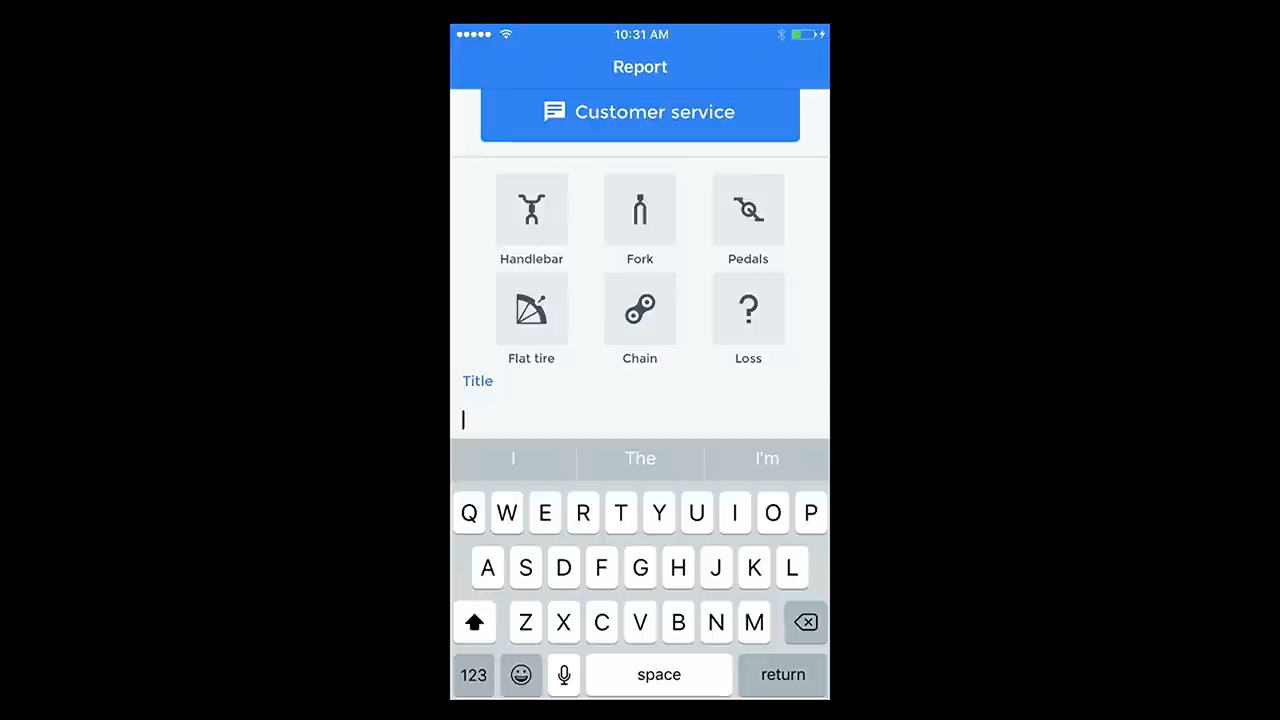 10:31 AM
Report
Customer service
Handlebar Fork Pedals
Flat tire Chain Loss
Title
I The I'm
Q W E R T Y U I O P
A S D F G H J K L
Z X C V B N M
123 space return